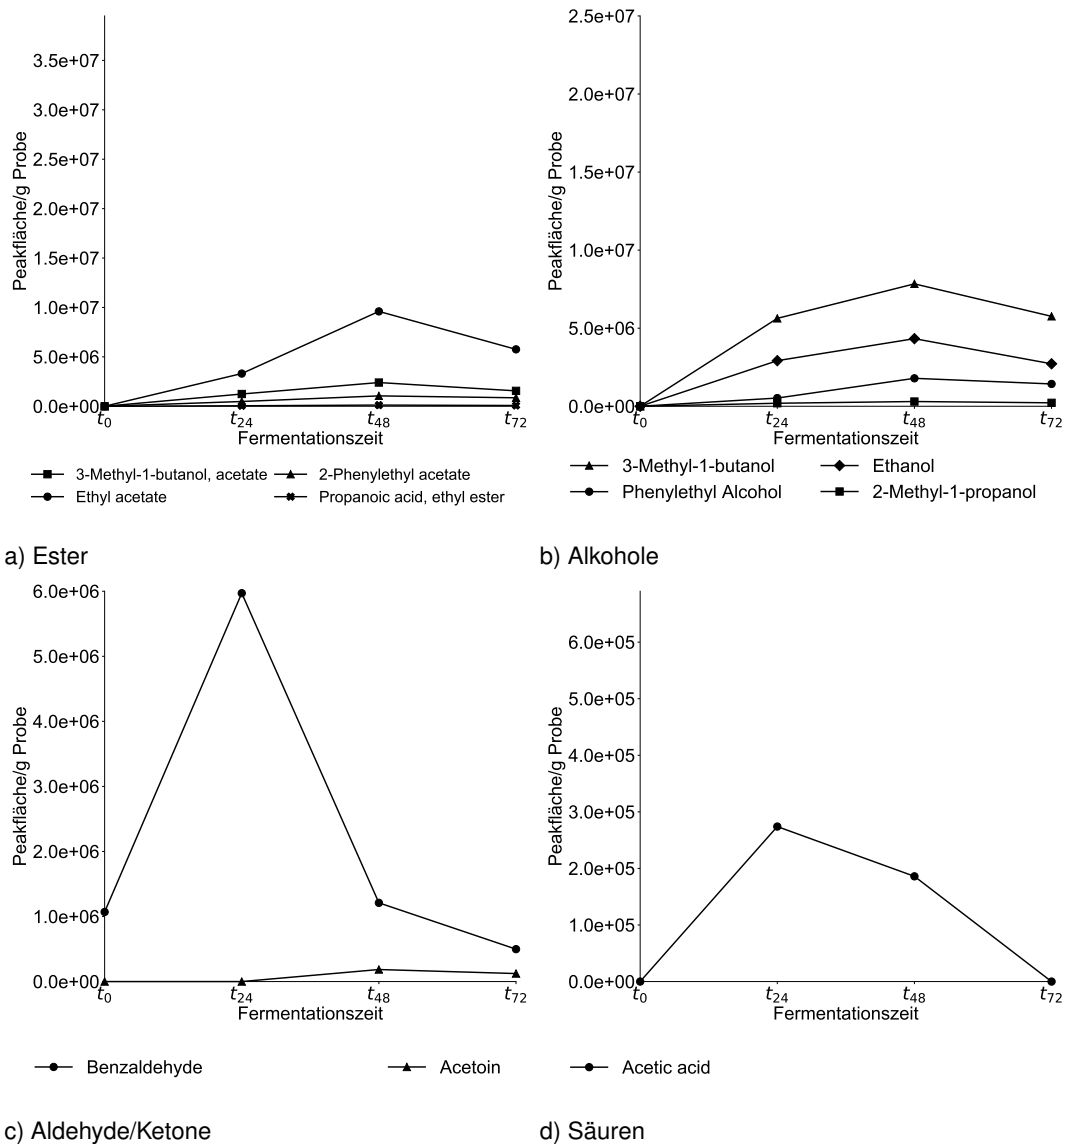 3.5e+07
3.0e+07
2.5e+07
2.0e+07
1.5e+07
1.0e+07
5.0e+06
0.0e+00
Peakfläche/g Probe
t0 t24 t48 t72
Fermentationszeit
3-Methyl-1-butanol, acetate 2-Phenylethyl acetate
Ethyl acetate Propanoic acid, ethyl ester
a) Ester
2.5e+07
2.0e+07
1.5e+07
1.0e+07
5.0e+06
0.0e+00
Peakfläche/g Probe
t0 t24 t48 t72
Fermentationszeit
3-Methyl-1-butanol Ethanol
Phenylethyl Alcohol 2-Methyl-1-propanol
b) Alkohole
6.0e+06
5.0e+06
4.0e+06
3.0e+06
2.0e+06
1.0e+06
0.0e+00
Peakfläche/g Probe
t0 t24 t48 t72
Fermentationszeit
Benzaldehyde Acetoin
c) Aldehyde/Ketone
6.0e+05
5.0e+05
4.0e+05
3.0e+05
2.0e+05
1.0e+05
0.0e+00
Peakfläche/g Probe
t0 t24 t48 t72
Fermentationszeit
Acetic acid
d) Säuren